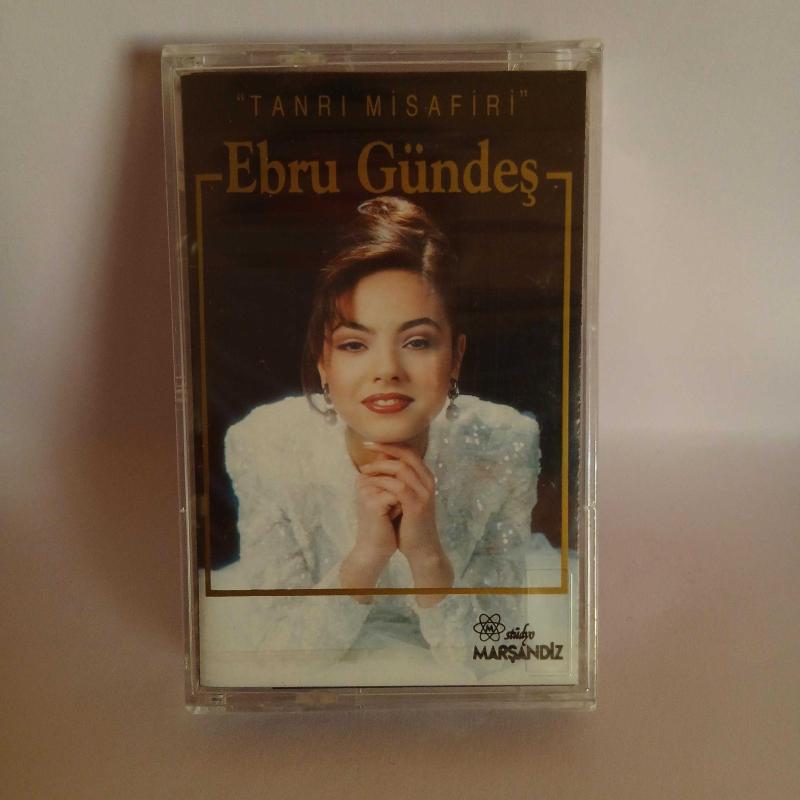 "TANRI MİSAFİRİ"
Ebru Gündeş
M
stüdyo
MARŞANDİZ